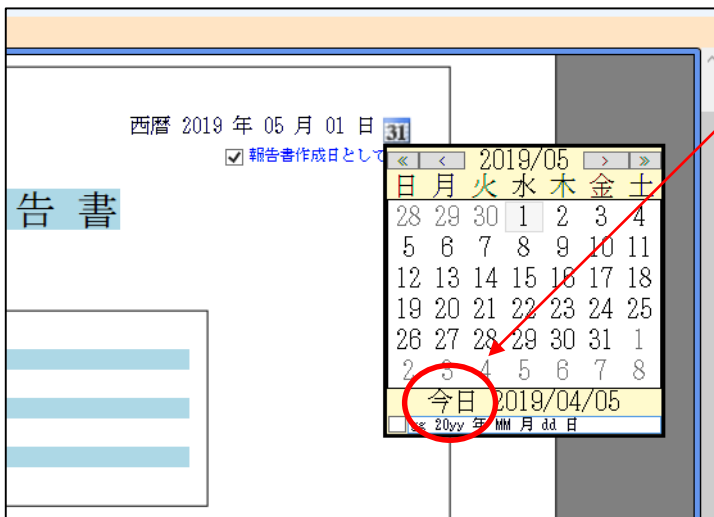 西暦 2019 年 05 月 01 日 31
報告書作成日として
告 書
« < 2019/05 > »
日 月 火 水 木 金 土
28 29 30 1 2 3 4
5 6 7 8 9 10 11
12 13 14 15 16 17 18
19 20 21 22 23 24 25
26 27 28 29 30 31 1
2 3 4 5 6 7 8
今日 2019/04/05
20yy 年 MM 月 dd 日